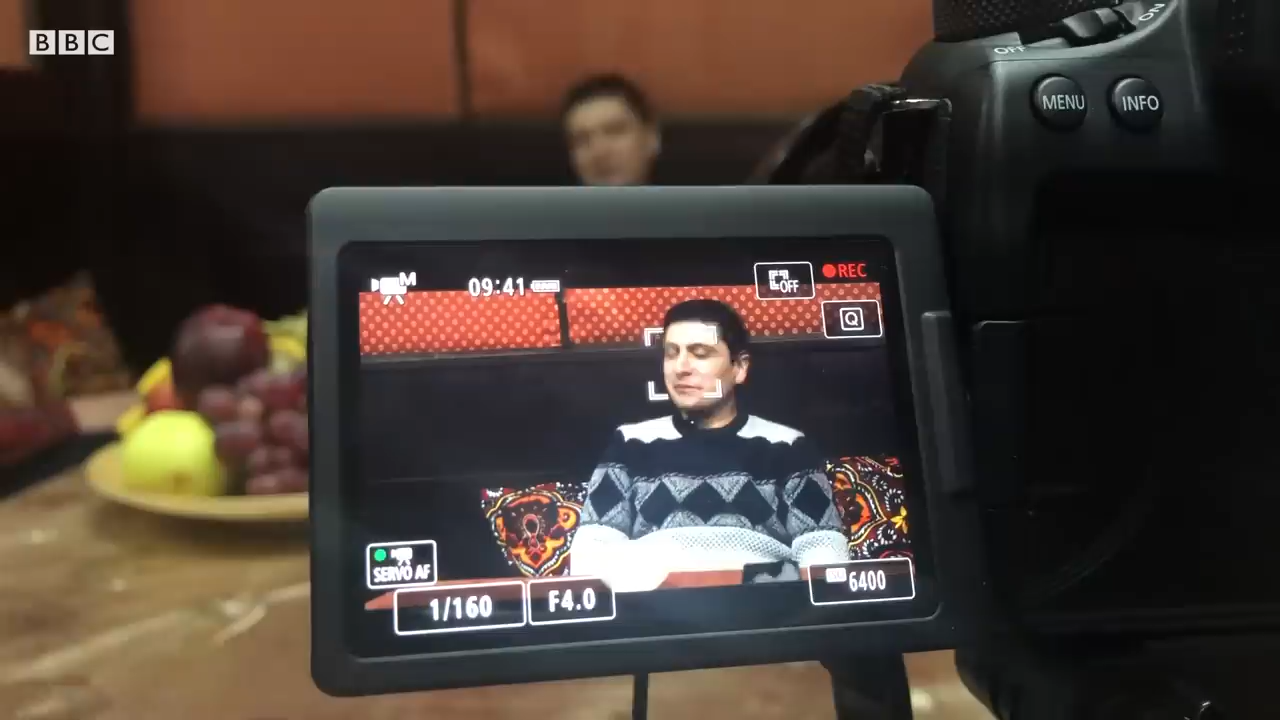 BBC
OFF ON
MENU INFO
M 09:41 OFF REC
Q
SERVO AF
1/160 F4.0 6400